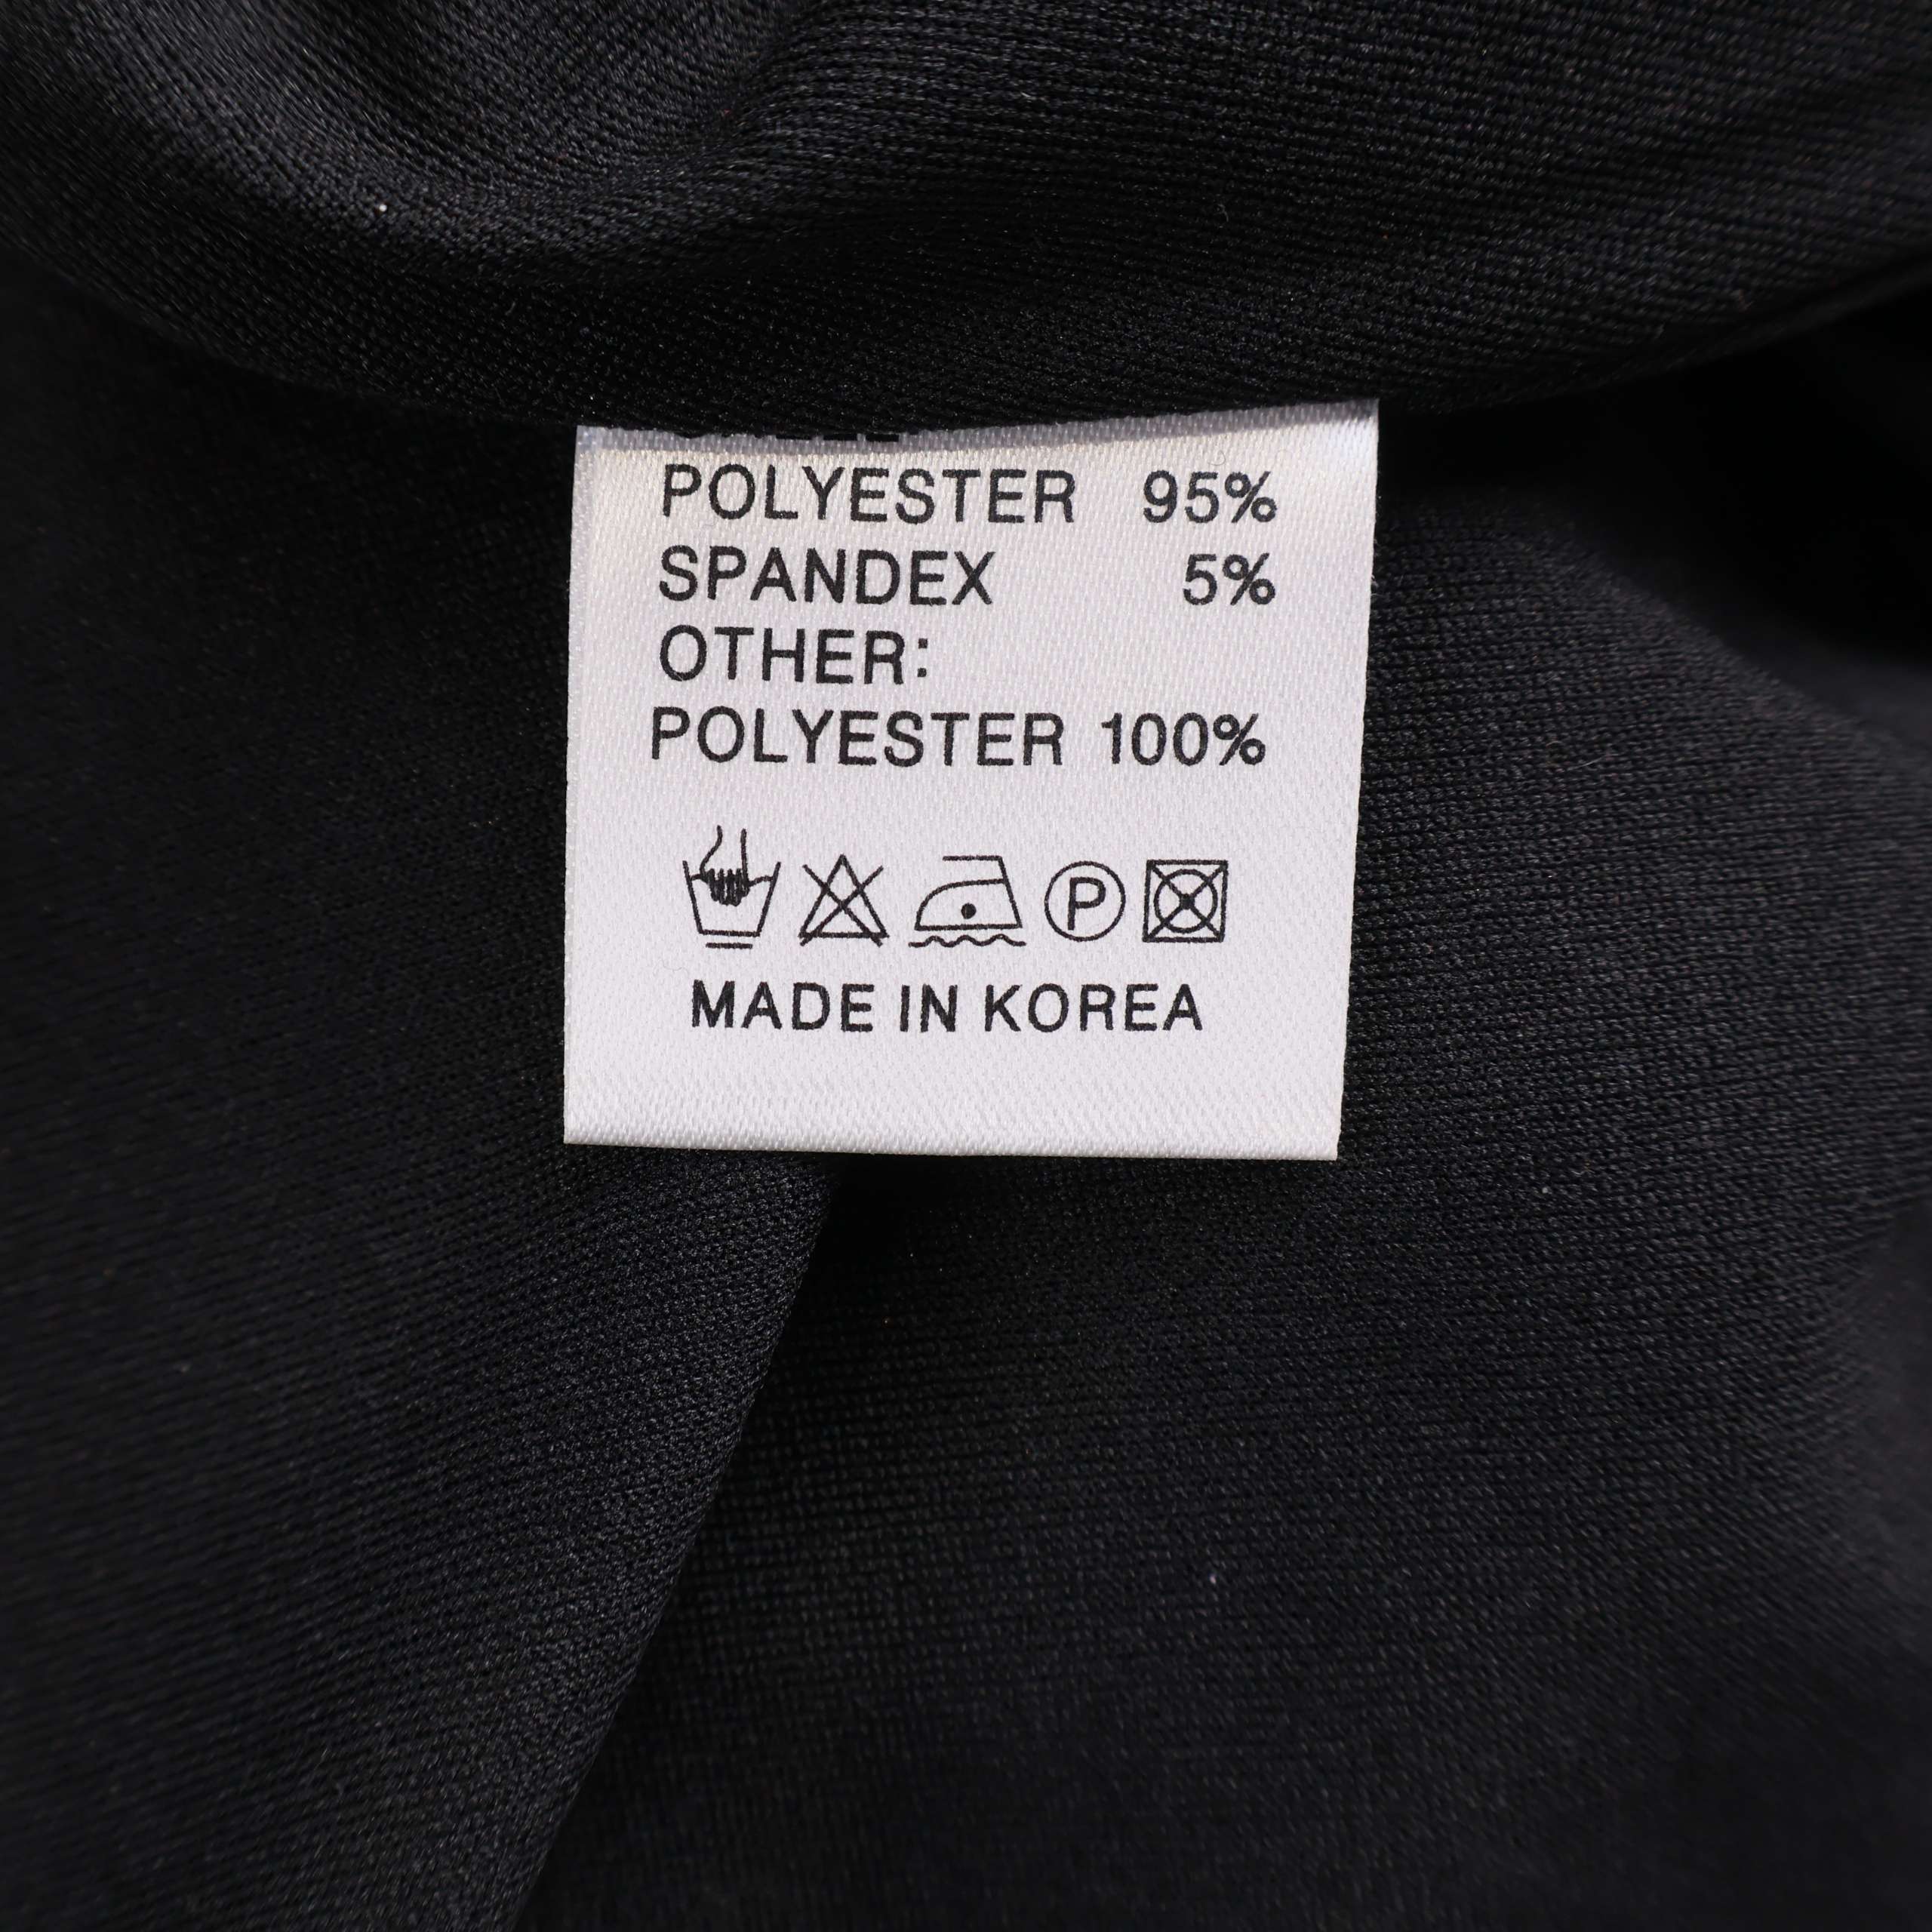 POLYESTER 95%
SPANDEX 5%
OTHER:
POLYESTER 100%
P
MADE IN KOREA